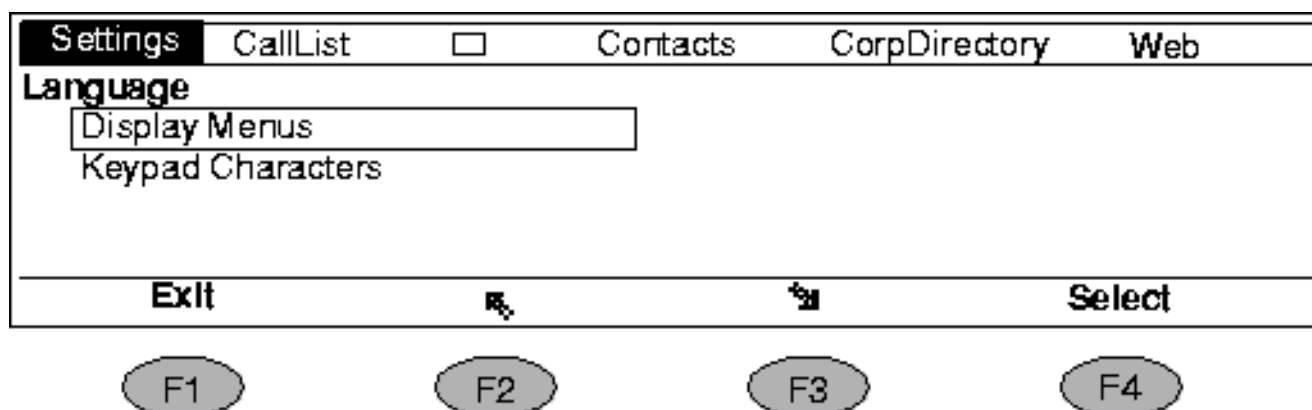 Settings CallList Contacts CorpDirectory Web
Language
Display Menus
Keypad Characters
Exit Select
F1 F2 F3 F4